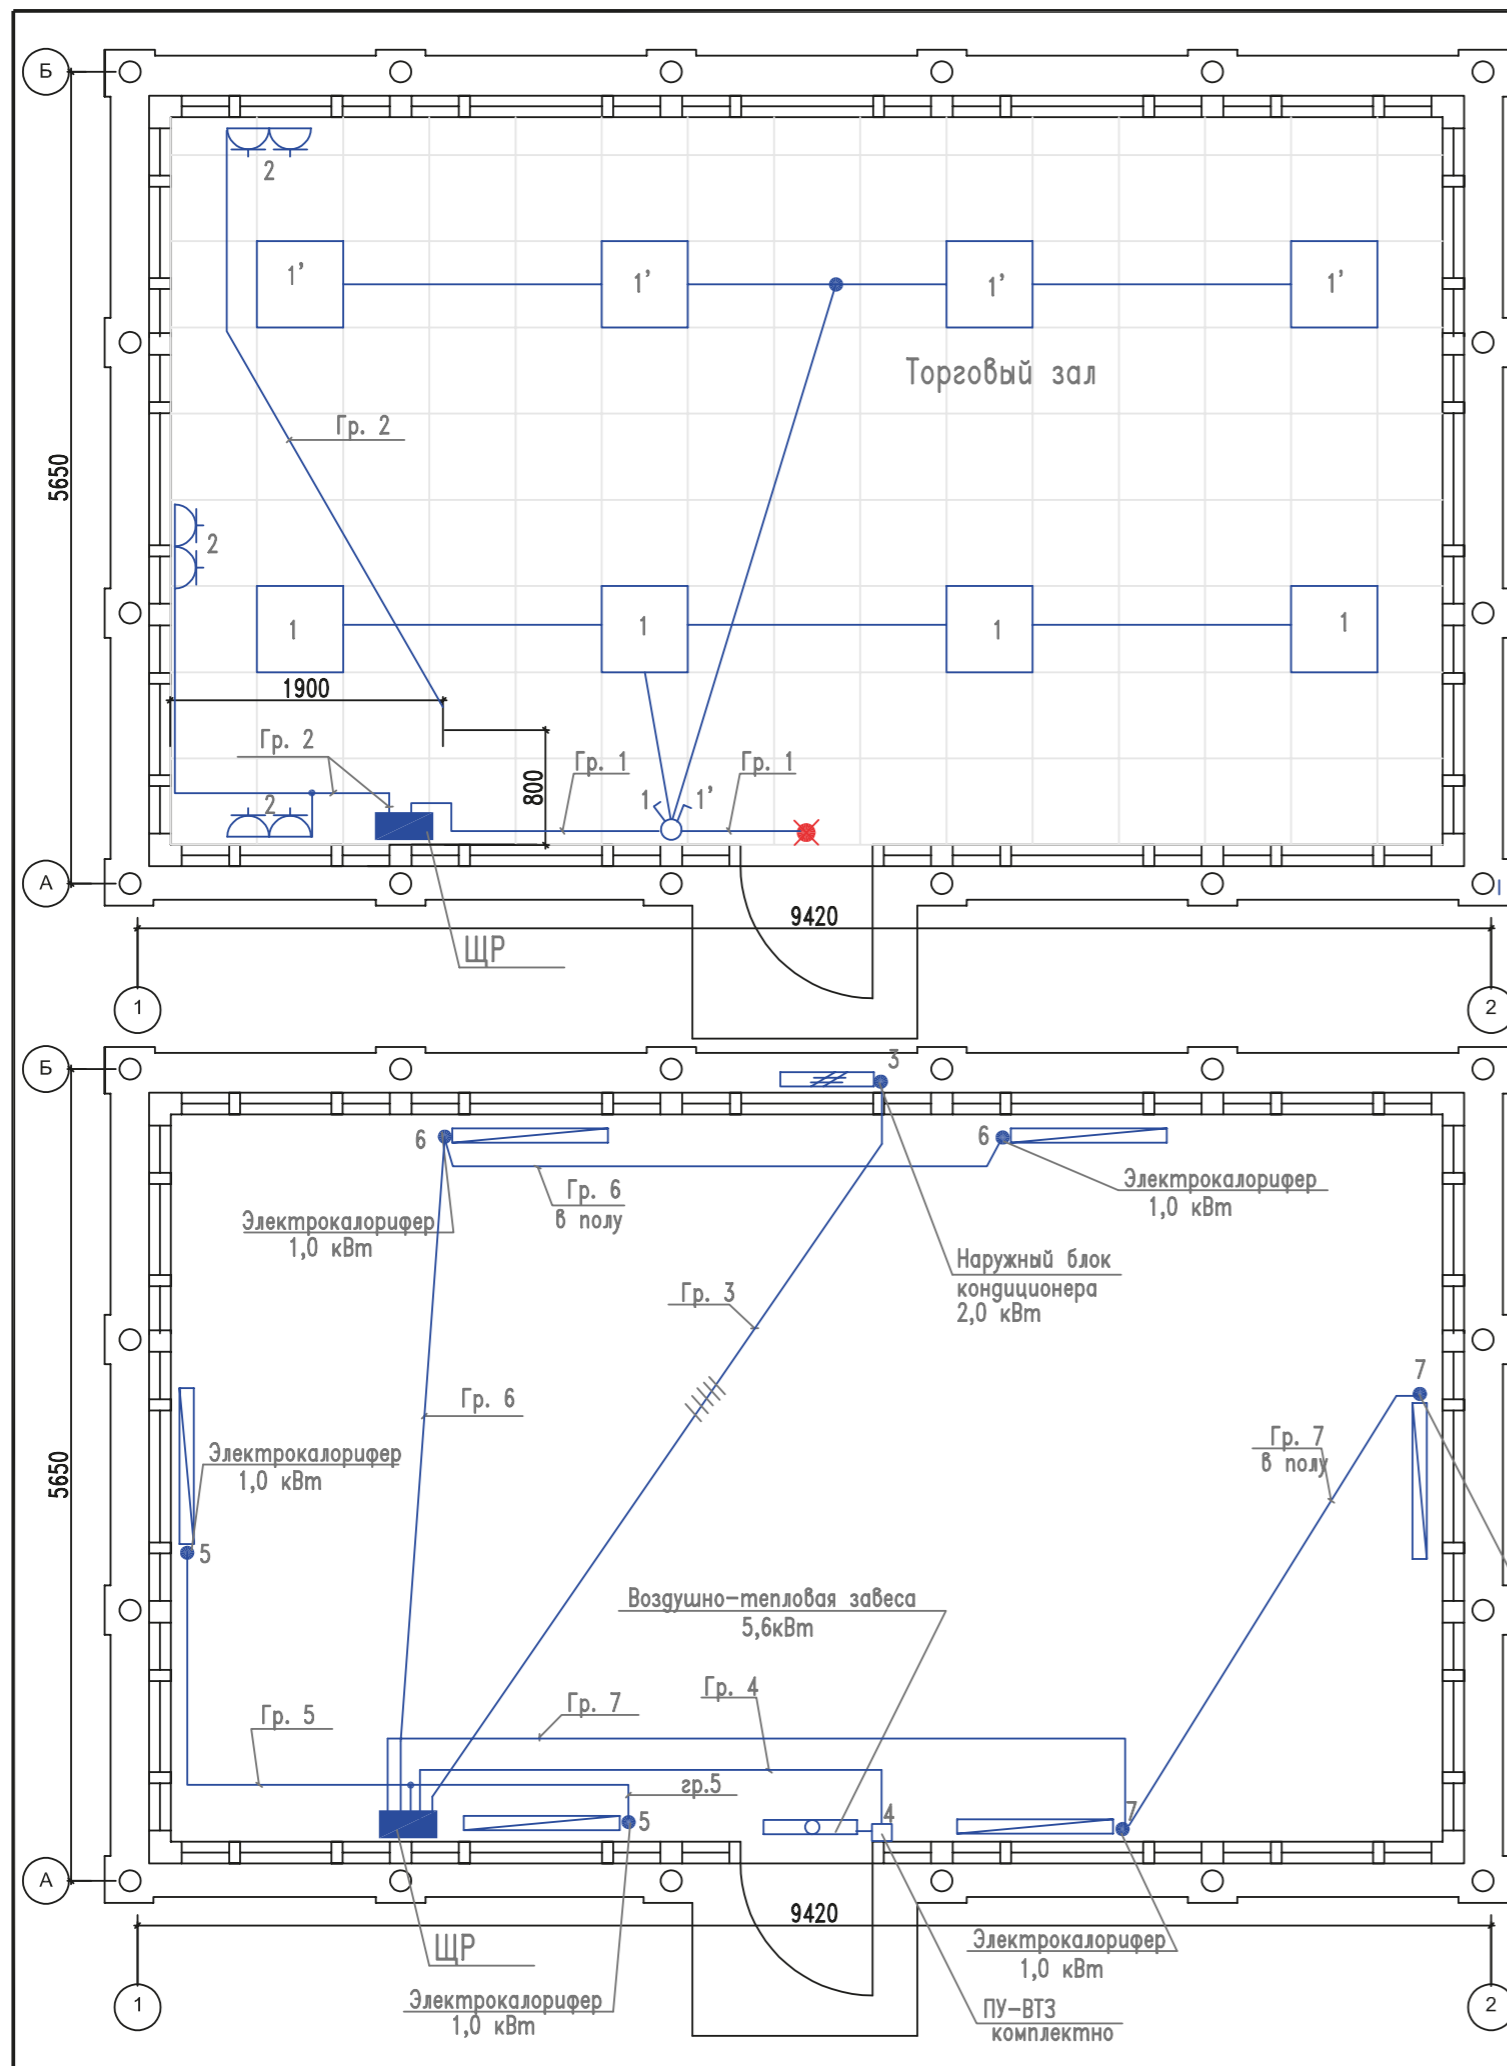 Б
2
1'
1'
1'
1'
Торговый зал
Гр. 2
5650
2
1
1
1
1
1900
Гр. 2
Гр. 1
Гр. 1
800
2
1
1'
А
9420
ЩР
1
2
Б
3
6
6
Электрокалорифер
1,0 кВт
Гр. 6
в полу
Электрокалорифер
1,0 кВт
Наружный блок
кондиционера
2,0 кВт
Гр. 3
7
Гр. 6
Гр. 7
в полу
Электрокалорифер
1,0 кВт
5650
5
Воздушно-тепловая завеса
5,6кВт
Гр. 4
Гр. 7
Гр. 5
гр.5
5
4
7
А
9420
ЩР
Электрокалорифер
1,0 кВт
Электрокалорифер
1,0 кВт
ПУ-ВТЗ
комплектно
1
2